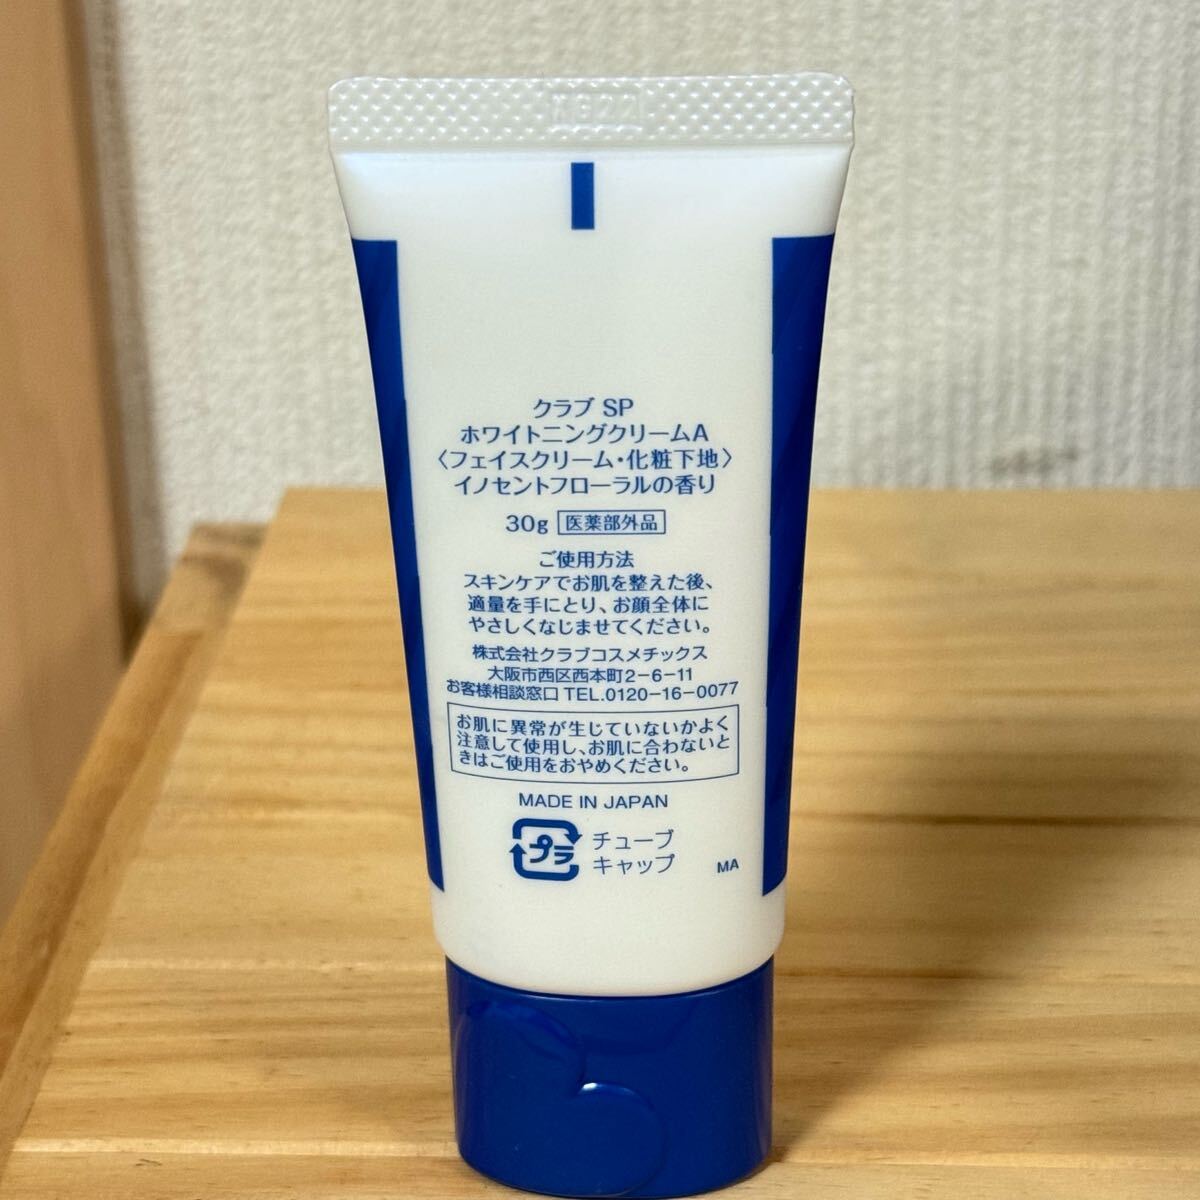 クラブ SP
ホワイトニングクリームA
〈フェイスクリーム・化粧下地〉
イノセントフローラルの香り
30g 医薬部外品
ご使用方法
スキンケアでお肌を整えた後、
適量を手にとり、お顔全体に
やさしくなじませてください。
株式会社クラブコスメチックス
大阪市西区西本町2-6-11
お客様相談窓口 TEL.0120-16-0077
お肌に異常が生じていないかよく
注意して使用し、お肌に合わないと
きはご使用をおやめください。
MADE IN JAPAN
プラ チューブ
キャップ
MA